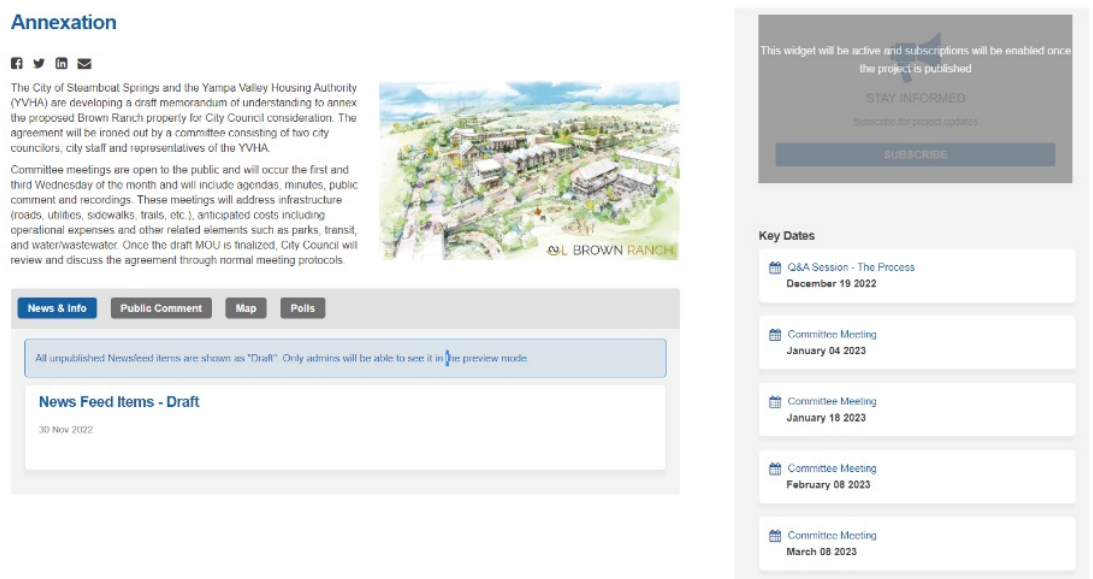 Annexation
The City of Steamboat Springs and the Yampa Valley Housing Authority
(YVHA) are developing a draft memorandum of understanding to annex
the proposed Brown Ranch property for City Council consideration. The
agreement will be ironed out by a committee consisting of two city
councilors, city staff and representatives of the YVHA.
Committee meetings are open to the public and will occur the first and
third Wednesday of the month and will include agendas, minutes, public
comment and recordings. These meetings will address infrastructure
(roads, utilities, sidewalks, trails, etc.), anticipated costs including
operational expenses and other related elements such as parks, transit,
and water/wastewater. Once the draft MOU is finalized, City Council will
review and discuss the agreement through normal meeting protocols.
BROWN RANCH
News & Info
Public Comment
Map
Polls
All unpublished Newsfeed items are shown as "Draft". Only admins will be able to see it in the preview mode
News Feed Items - Draft
30 Nov 2022
This widget will be active and subscriptions will be enabled once
the project is published
STAY INFORMED
Subscribe for project updates
SUBSCRIBE
Key Dates
Q&A Session - The Process
December 19 2022
Committee Meeting
January 04 2023
Committee Meeting
January 18 2023
Committee Meeting
February 08 2023
Committee Meeting
March 08 2023